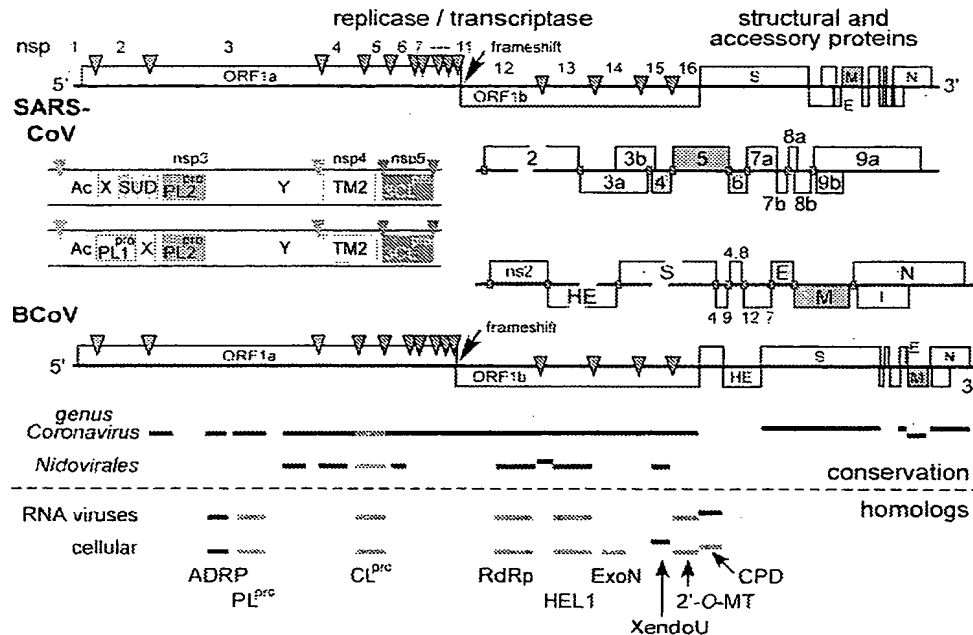 replicase / transcriptase
structural and accessory proteins
nsp 1 2 3 4 5 6 7 --- 11 frameshift 12 13 14 15 16
5' ORF1a ORF1b S E M N 3'
SARS-CoV
nsp3 nsp4 nsp5
Ac X SUD PL2pro Y TM2
2 3a 3b 4 5 6 7a 7b 8a 8b 9a 9b
Ac PL1pro X PL2pro Y TM2
ns2 HE S 4 9 4.8 12 7 E M N I
BCoV
frameshift
5' ORF1a ORF1b HE S E M N 3
genus
Coronavirus
Nidovirales
conservation
homologs
RNA viruses
cellular
ADRP PLpro CLpro RdRp HEL1 ExoN XendoU 2'-O-MT CPD